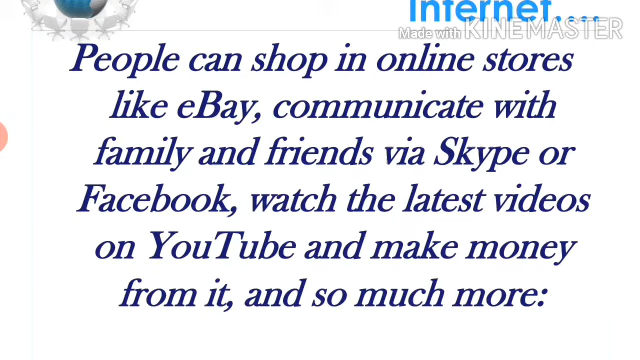 Internet....
Made with KINEMASTER
People can shop in online stores
like eBay, communicate with
family and friends via Skype or
Facebook, watch the latest videos
on YouTube and make money
from it, and so much more: